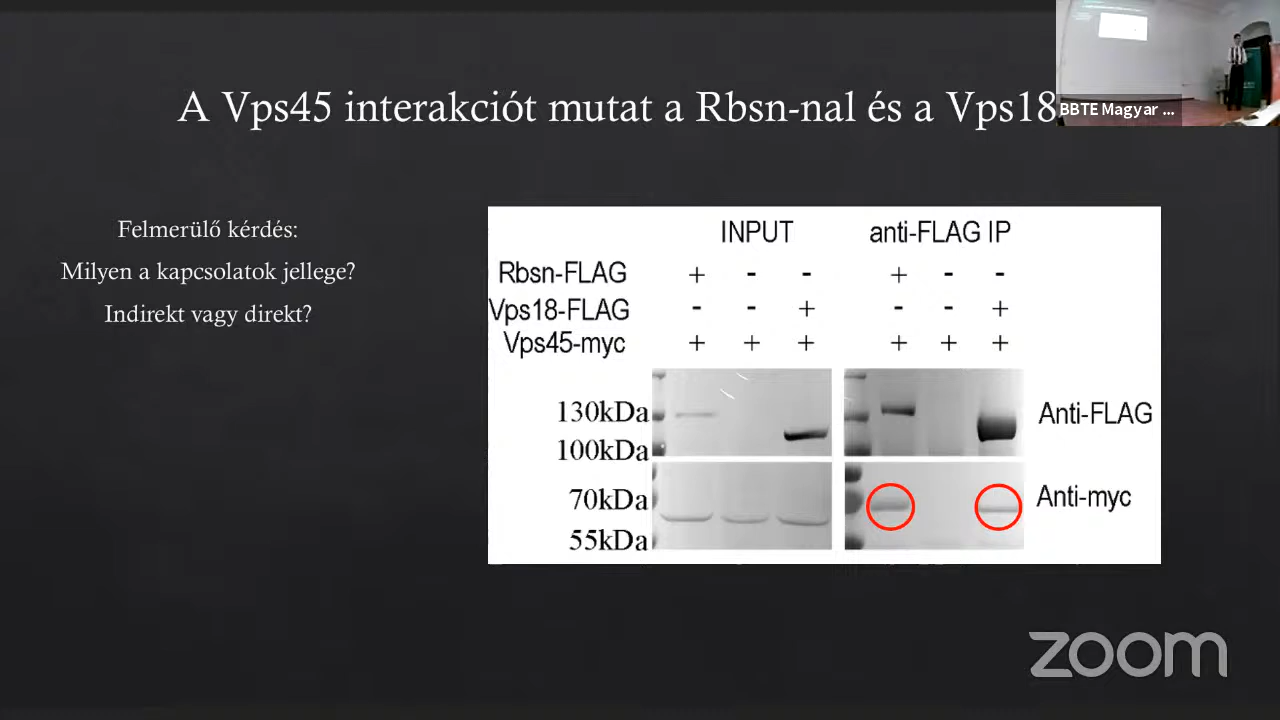 A Vps45 interakciót mutat a Rbsn-nal és a Vps18
BBTE Magyar ...
Felmerülő kérdés:
Milyen a kapcsolatok jellege?
Indirekt vagy direkt?
INPUT anti-FLAG IP
Rbsn-FLAG + - - + - -
Vps18-FLAG - - + - - +
Vps45-myc + + + + + +
130kDa Anti-FLAG
100kDa
70kDa Anti-myc
55kDa
zoom